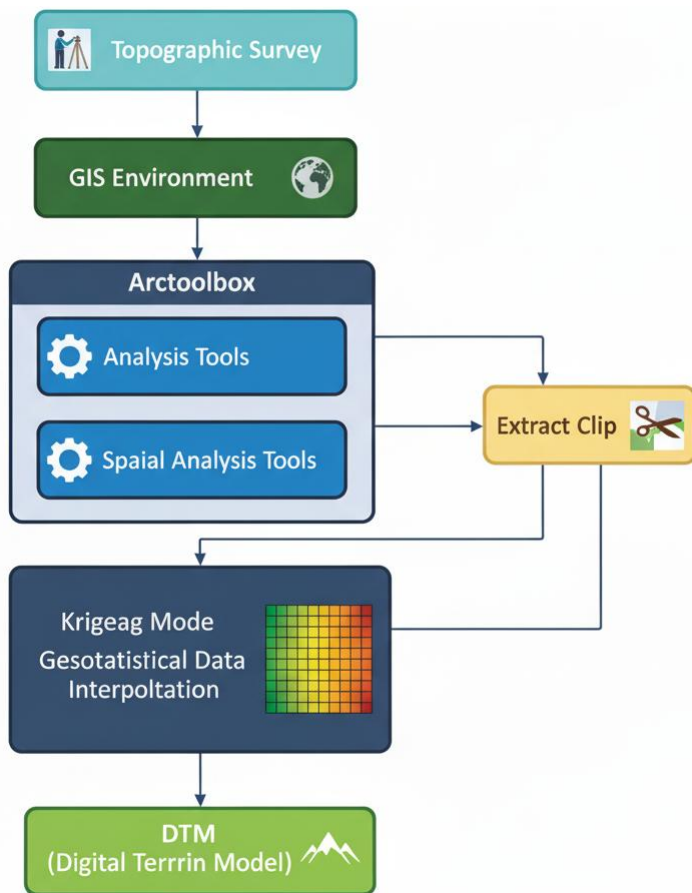 Topographic Survey
GIS Environment
Arctoolbox
Analysis Tools
Spaial Analysis Tools
Extract Clip
Krigeag Mode
Gesotatistical Data
Interpoltation
DTM
(Digital Terrrin Model)